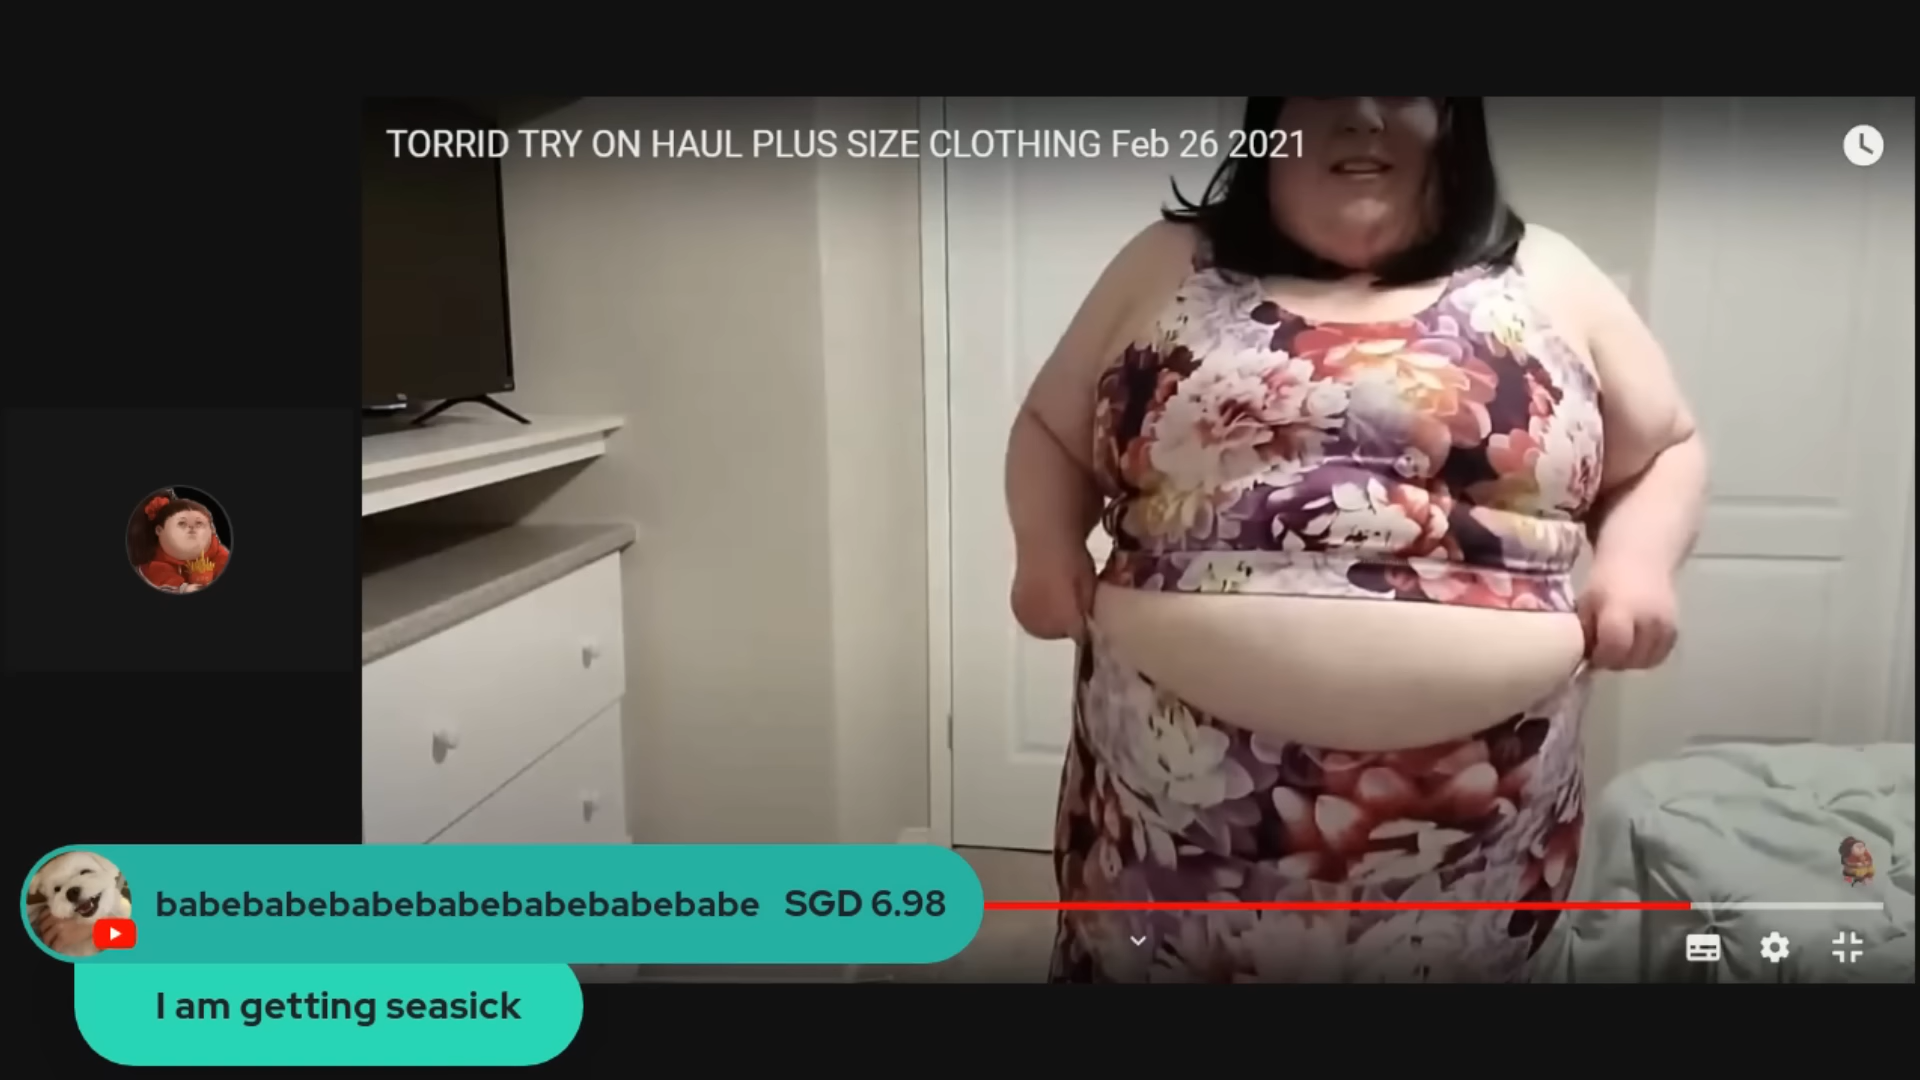 TORRID TRY ON HAUL PLUS SIZE CLOTHING Feb 26 2021
babebabebabebabebabebabebabe SGD 6.98
I am getting seasick